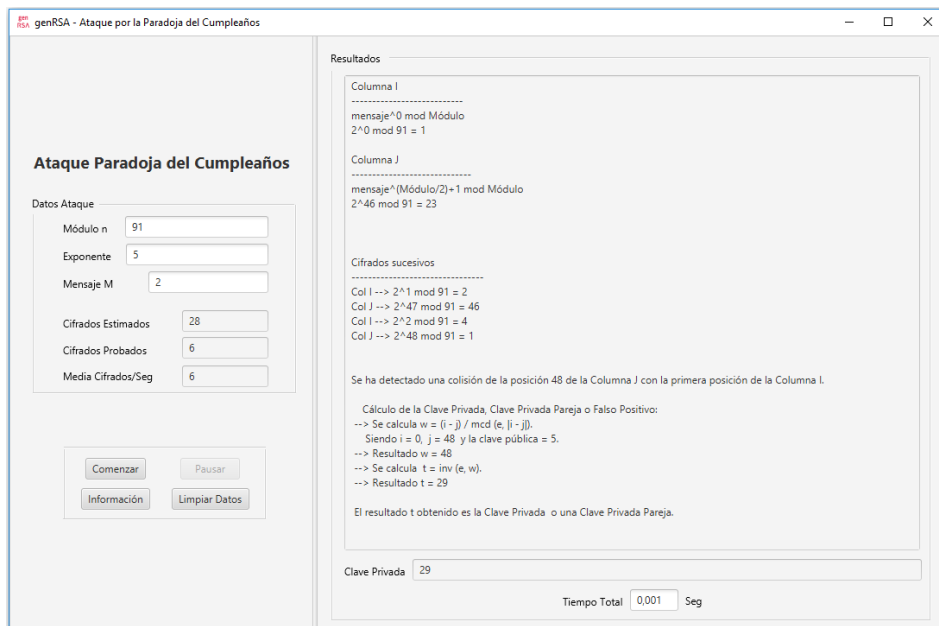 gen RSA genRSA - Ataque por la Paradoja del Cumpleaños
Ataque Paradoja del Cumpleaños
Datos Ataque
Módulo n 91
Exponente 5
Mensaje M 2
Cifrados Estimados 28
Cifrados Probados 6
Media Cifrados/Seg 6
Comenzar Pausar
Información Limpiar Datos
Resultados
Columna I
---------------------------
mensaje^0 mod Módulo
2^0 mod 91 = 1
Columna J
-----------------------------
mensaje^(Módulo/2)+1 mod Módulo
2^46 mod 91 = 23
Cifrados sucesivos
--------------------------------
Col I --> 2^1 mod 91 = 2
Col J --> 2^47 mod 91 = 46
Col I --> 2^2 mod 91 = 4
Col J --> 2^48 mod 91 = 1
Se ha detectado una colisión de la posición 48 de la Columna J con la primera posición de la Columna I.
Cálculo de la Clave Privada, Clave Privada Pareja o Falso Positivo:
--> Se calcula w = (i - j) / mcd (e, |i - j|).
Siendo i = 0, j = 48 y la clave pública = 5.
--> Resultado w = 48
--> Se calcula t = inv (e, w).
--> Resultado t = 29
El resultado t obtenido es la Clave Privada o una Clave Privada Pareja.
Clave Privada 29
Tiempo Total 0,001 Seg